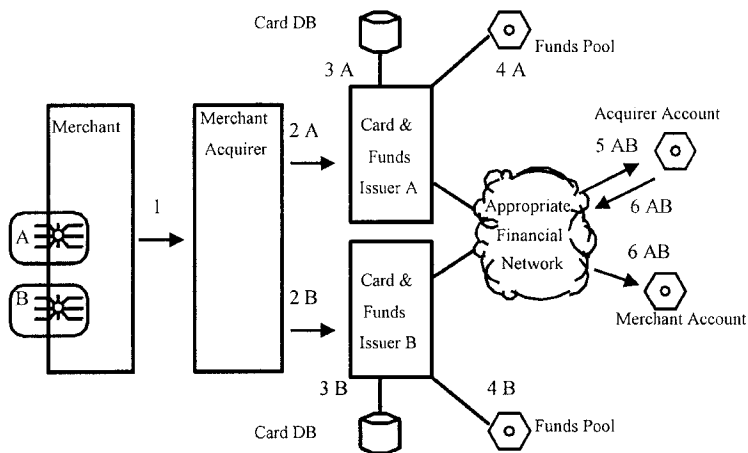 Card DB
Funds Pool
3 A
4 A
Merchant
Merchant
Acquirer
2 A
Card &
Funds
Issuer A
Acquirer Account
5 AB
1
A
Appropriate
Financial
Network
6 AB
6 AB
B
2 B
Card &
Funds
Issuer B
Merchant Account
3 B
4 B
Card DB
Funds Pool